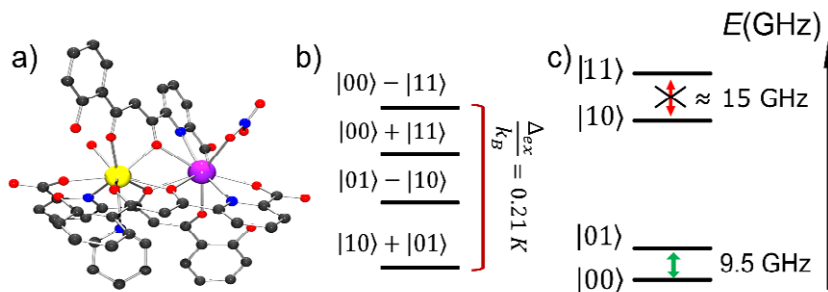 a)
b)
|00⟩ − |11⟩
|00⟩ + |11⟩
|01⟩ − |10⟩
|10⟩ + |01⟩
Δex/kB = 0.21 K
c)
E(GHz)
|11⟩
≈ 15 GHz
|10⟩
|01⟩
9.5 GHz
|00⟩